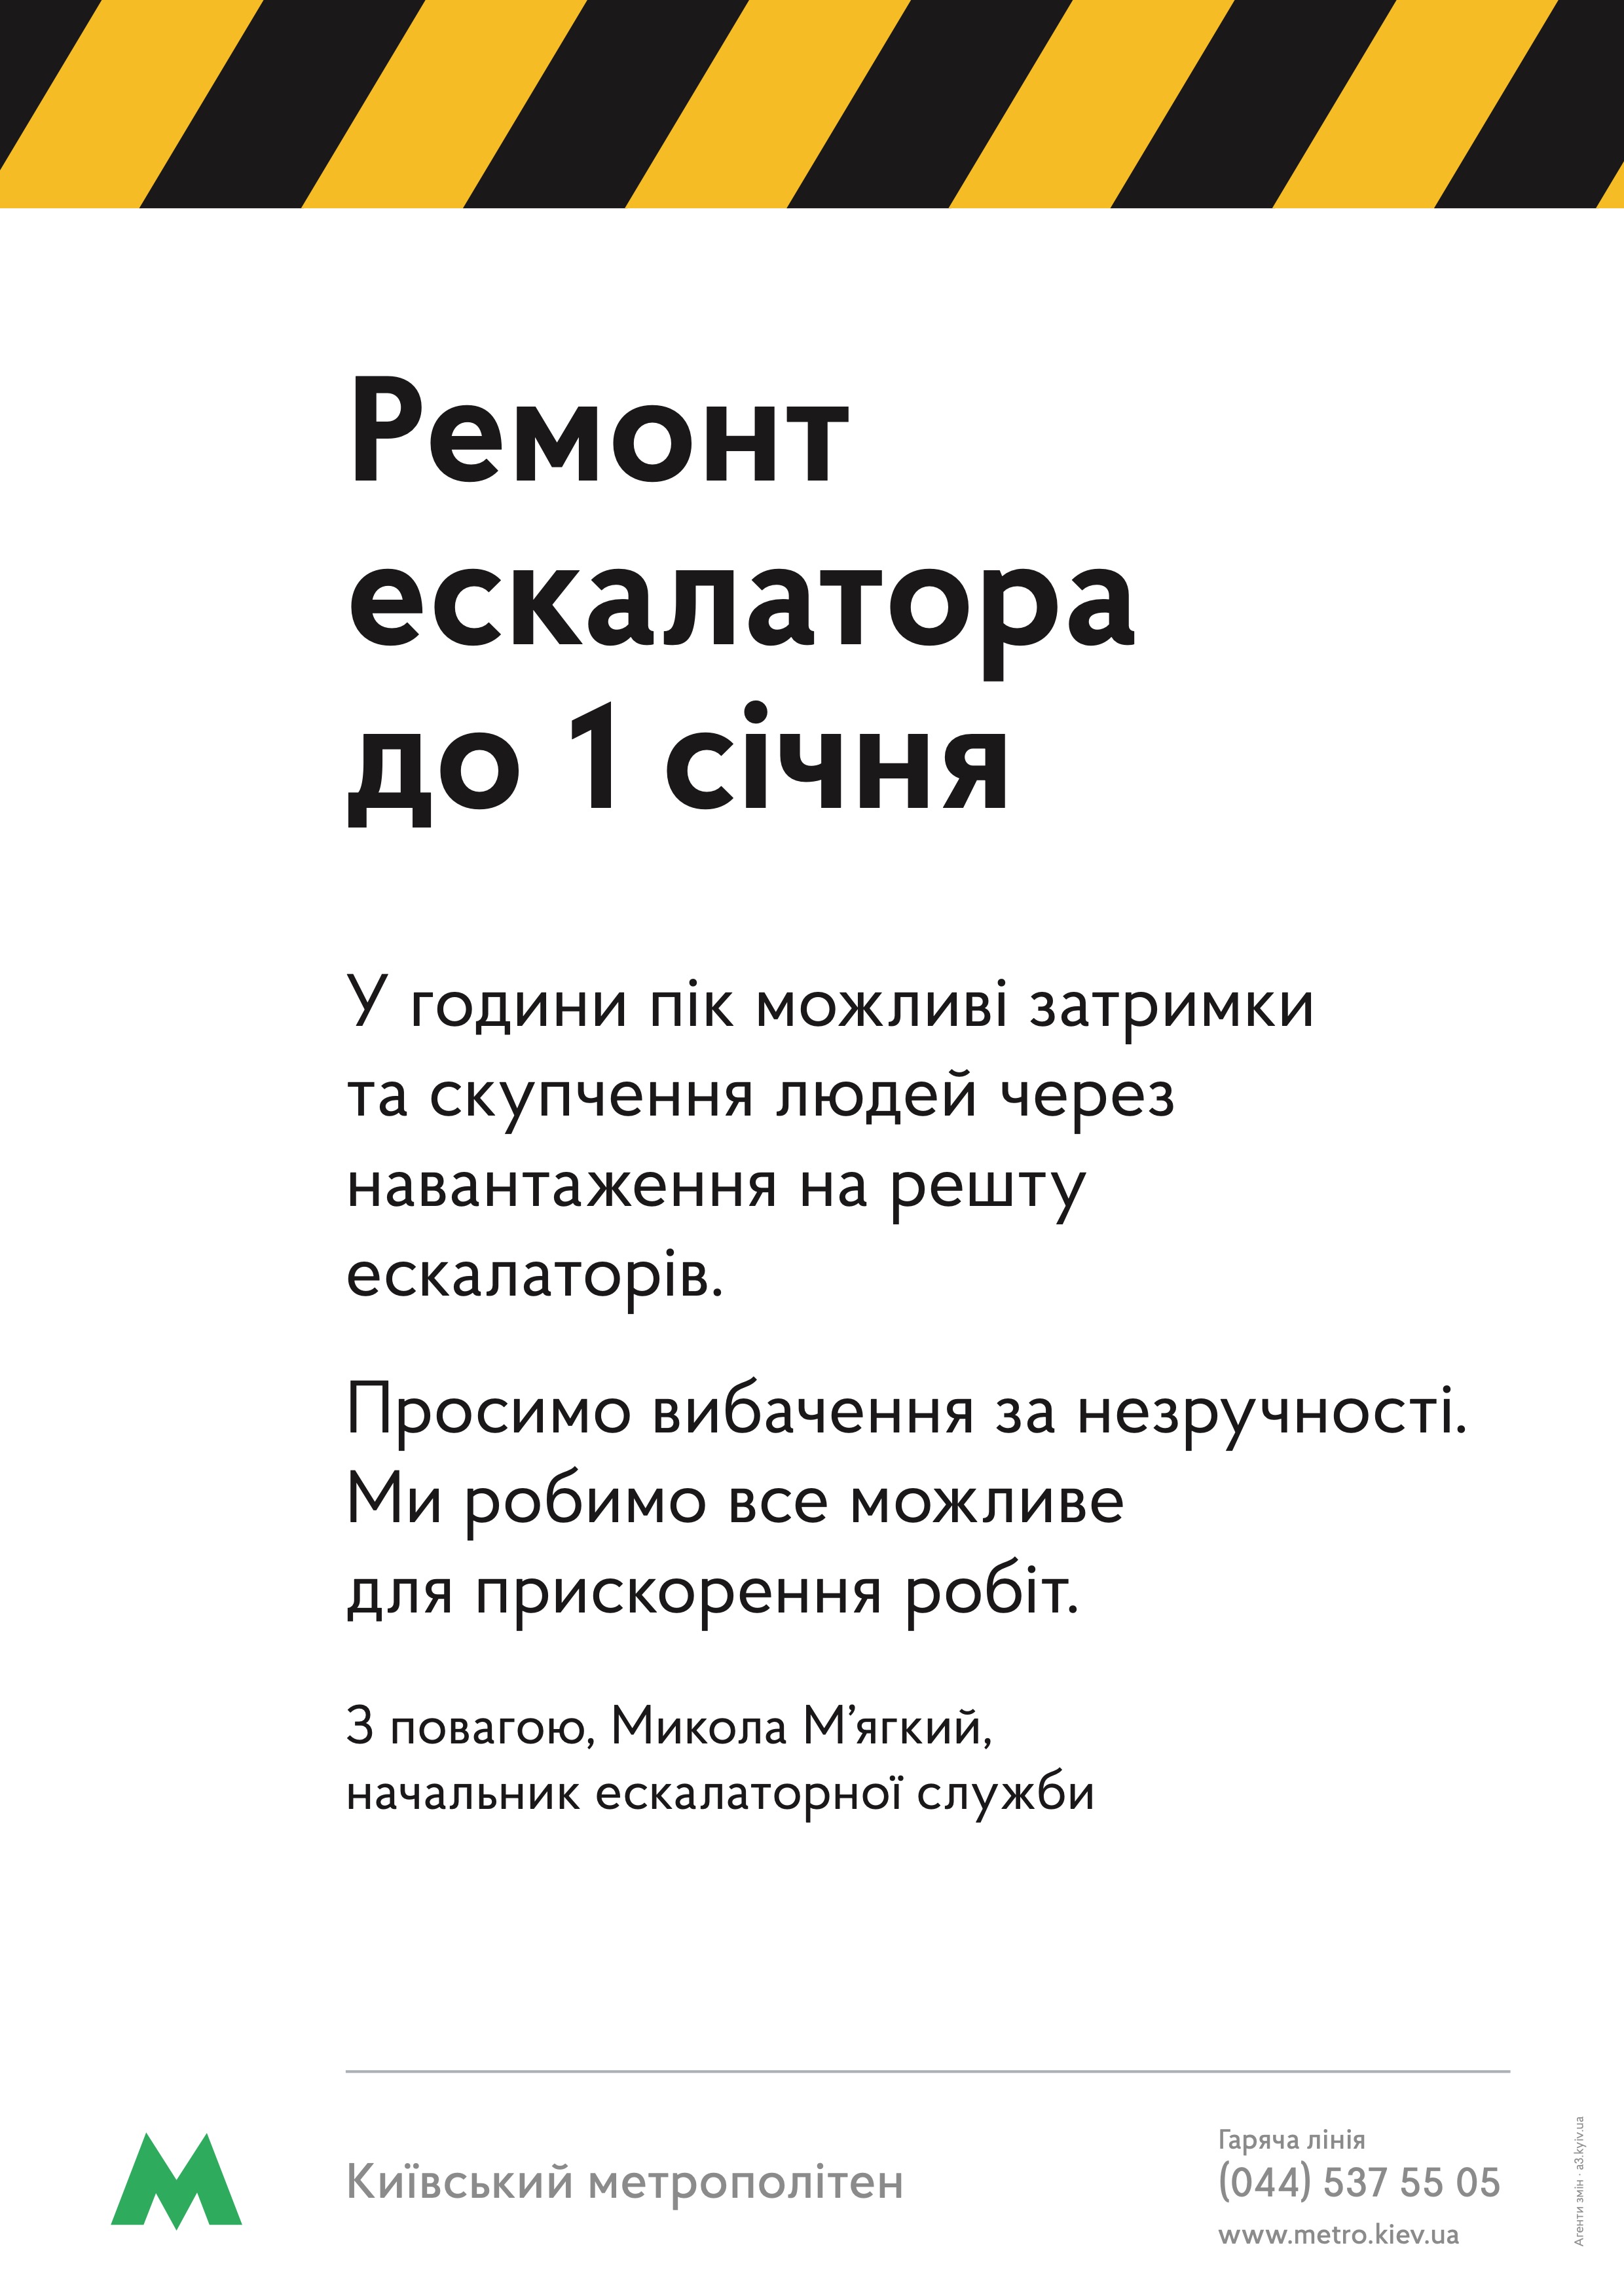 Ремонт
ескалатора
до 1 січня
У години пік можливі затримки
та скупчення людей через
навантаження на решту
ескалаторів.
Просимо вибачення за незручності.
Ми робимо все можливе
для прискорення робіт.
З повагою, Микола М’ягкий,
начальник ескалаторної служби
Київський метрополітен
Гаряча лінія
(044) 537 55 05
www.metro.kiev.ua
Агенти змін · a3.kyiv.ua